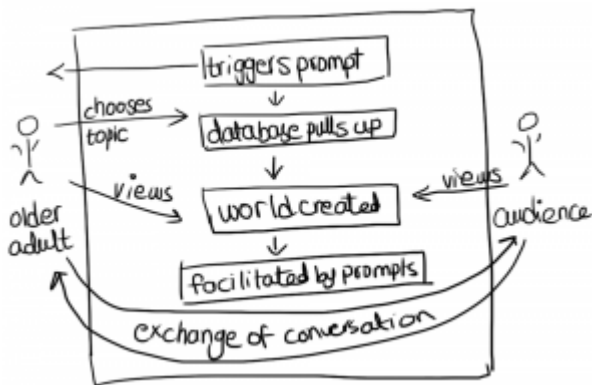 triggers prompt
chooses
topic
database pulls up
views
views
world created
older
adult
audience
facilitated by prompts
exchange of conversation